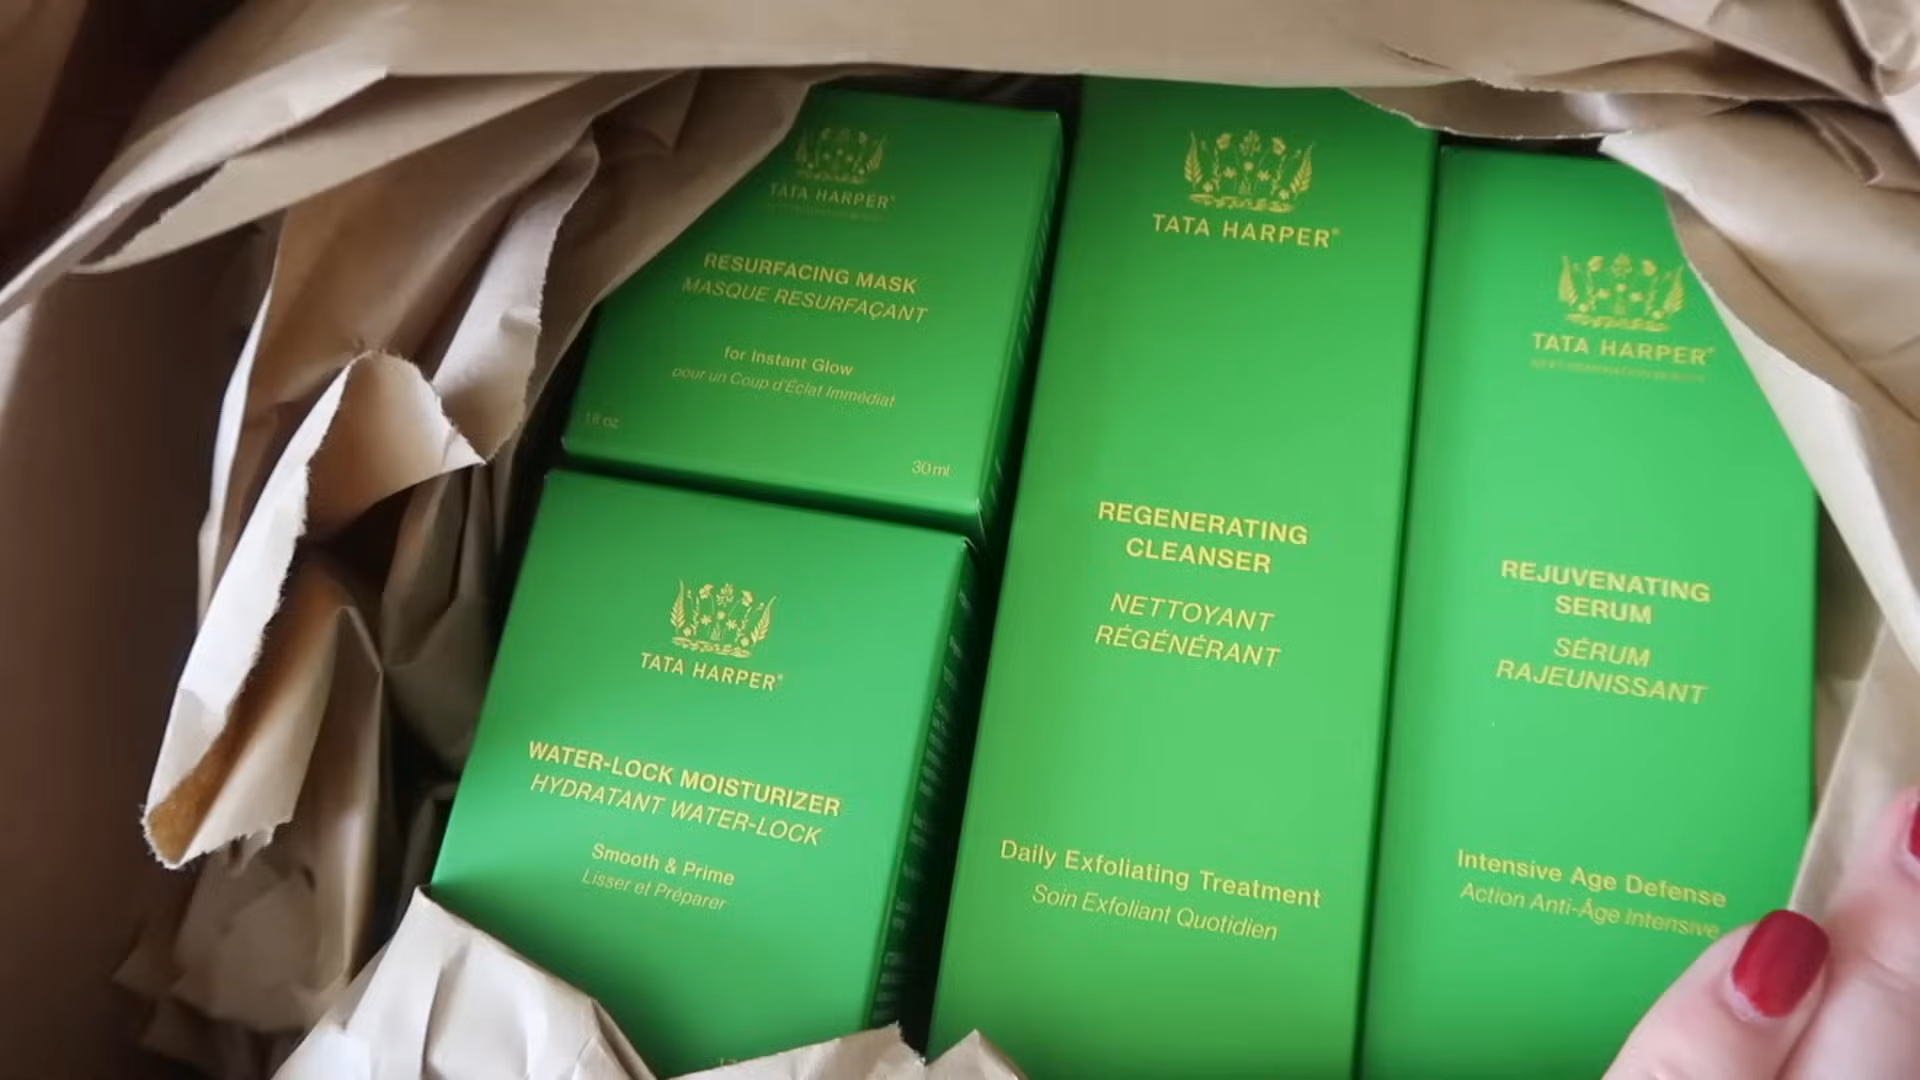 TATA HARPER®
RESURFACING MASK
MASQUE RESURFAÇANT
for Instant Glow
pour un Coup d'Éclat Immédiat
30 ml
TATA HARPER®
WATER-LOCK MOISTURIZER
HYDRATANT WATER-LOCK
Smooth & Prime
Lisser et Préparer
TATA HARPER®
REGENERATING
CLEANSER
NETTOYANT
RÉGÉNÉRANT
Daily Exfoliating Treatment
Soin Exfoliant Quotidien
TATA HARPER®
REJUVENATING
SERUM
SÉRUM
RAJEUNISSANT
Intensive Age Defense
Action Anti-Âge Intensive